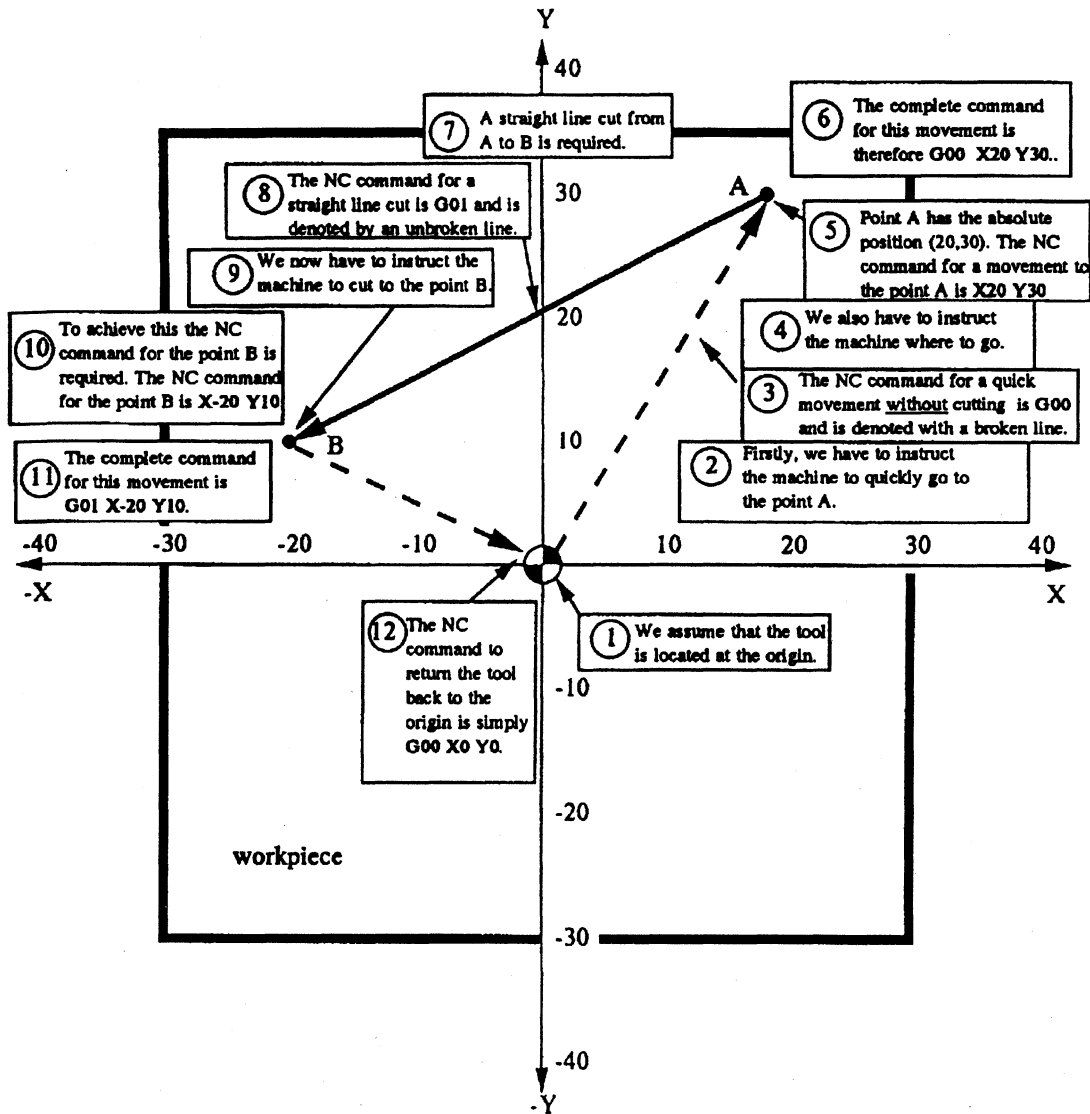 Y
40
7 A straight line cut from
A to B is required.
6 The complete command
for this movement is
therefore G00 X20 Y30..
8 The NC command for a
straight line cut is G01 and is
denoted by an unbroken line.
30
A
5 Point A has the absolute
position (20,30). The NC
command for a movement to
the point A is X20 Y30
9 We now have to instruct the
machine to cut to the point B.
20
10 To achieve this the NC
command for the point B is
required. The NC command
for the point B is X-20 Y10
4 We also have to instruct
the machine where to go.
3 The NC command for a quick
movement without cutting is G00
and is denoted with a broken line.
B
10
11 The complete command
for this movement is
G01 X-20 Y10.
2 Firstly, we have to instruct
the machine to quickly go to
the point A.
-40 -30 -20 -10 10 20 30 40
-X X
12 The NC
command to
return the tool
back to the
origin is simply
G00 X0 Y0.
1 We assume that the tool
is located at the origin.
-10
-20
workpiece
-30
-40
-Y